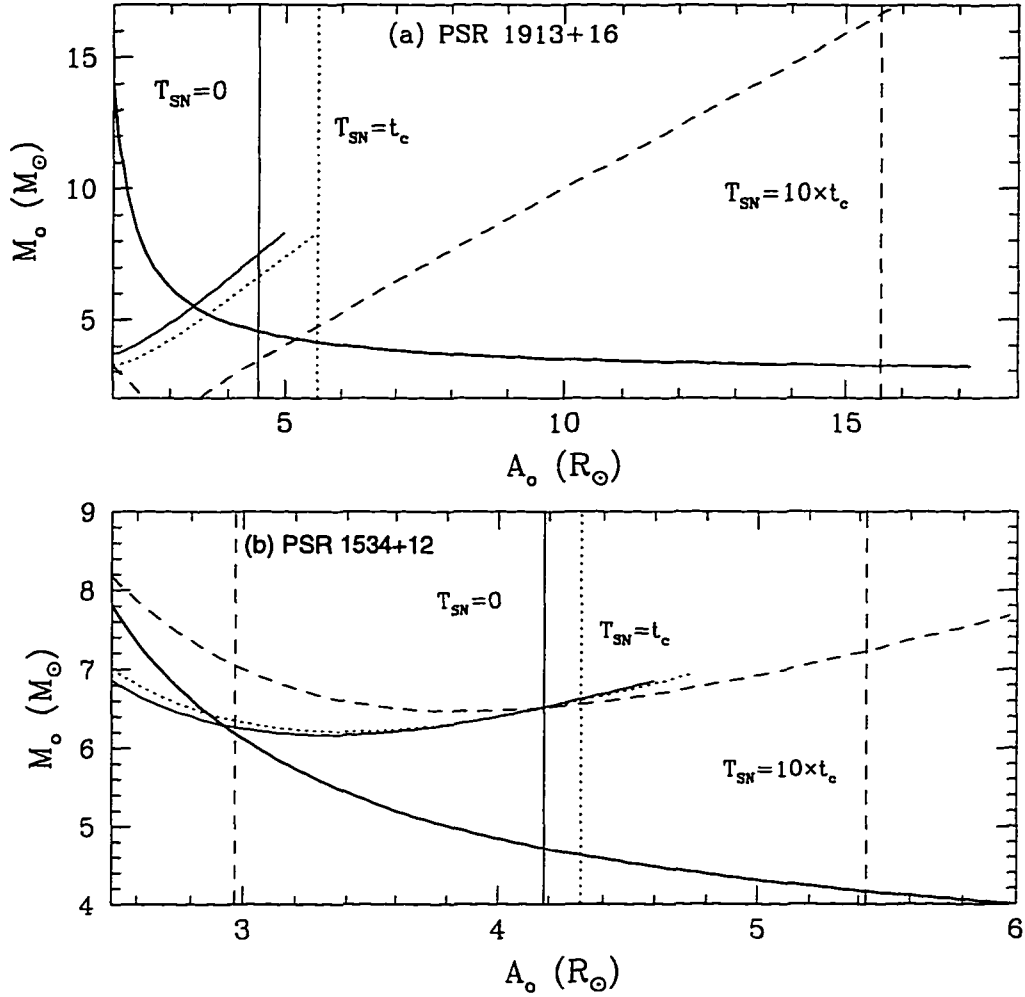 (a) PSR 1913+16
15
T_SN=0
T_SN=t_c
10
T_SN=10×t_c
5
M_o (M_⊙)
5 10 15
A_o (R_⊙)
9
(b) PSR 1534+12
8
T_SN=0
T_SN=t_c
7
6
T_SN=10×t_c
5
4
M_o (M_⊙)
3 4 5 6
A_o (R_⊙)